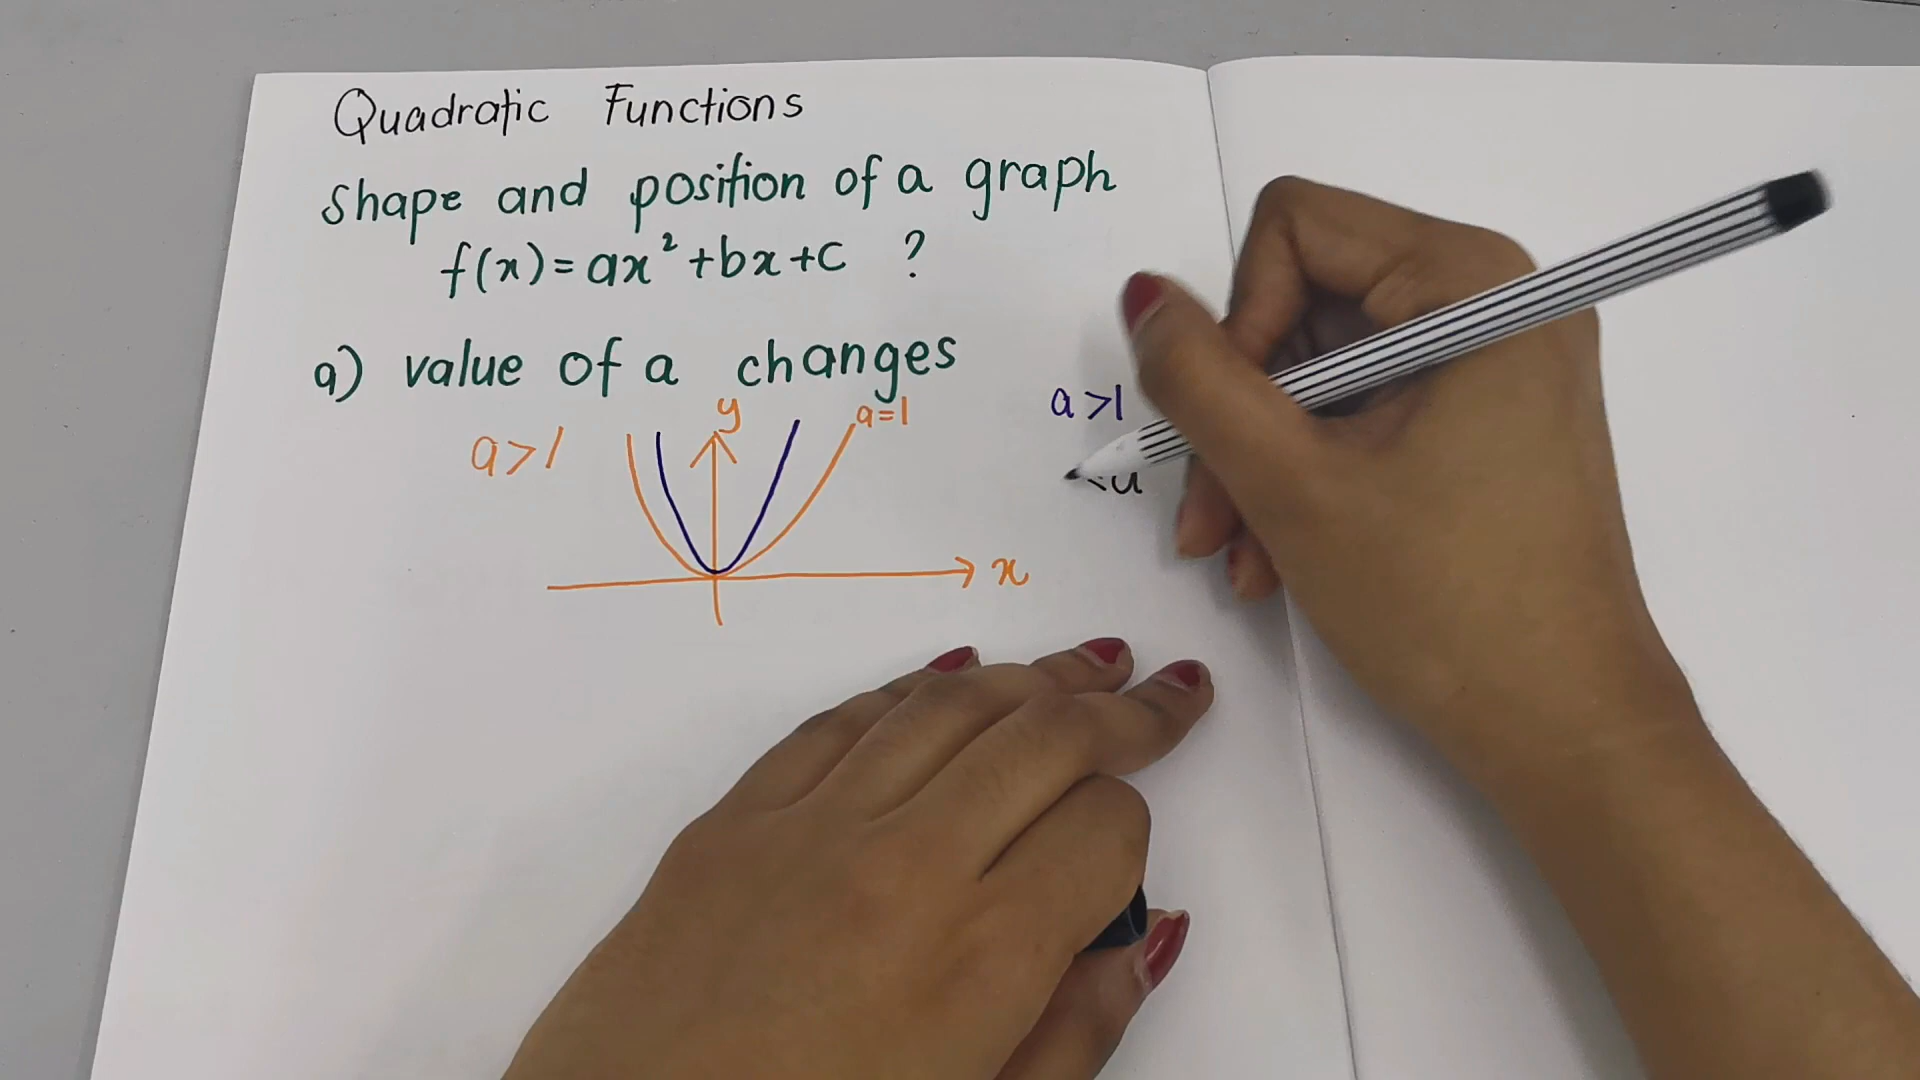 Quadratic Functions
shape and position of a graph
f(x)=ax²+bx+c ?
a) value of a changes
a>1
y
a=1
a>1
x